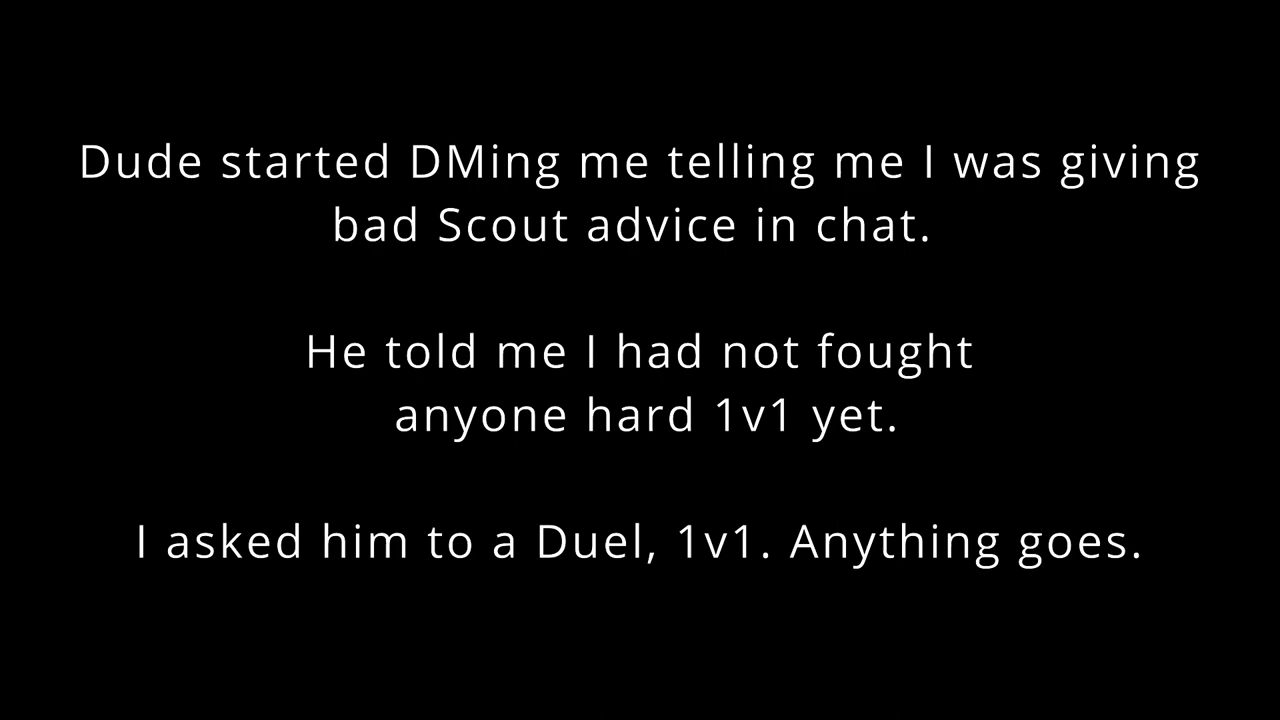 Dude started DMing me telling me I was giving
bad Scout advice in chat.
He told me I had not fought
anyone hard 1v1 yet.
I asked him to a Duel, 1v1. Anything goes.